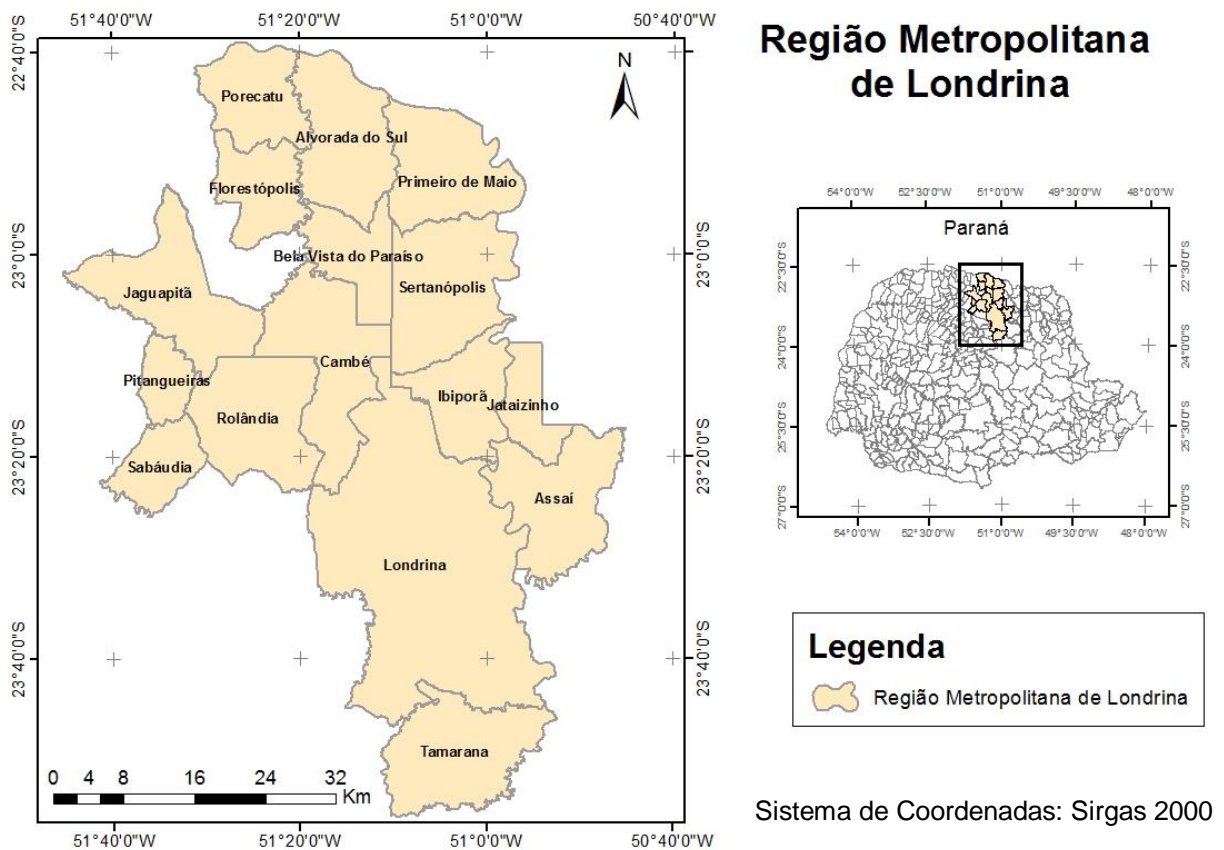 51°40'0"W 51°20'0"W 51°0'0"W 50°40'0"W
22°40'0"S
23°0'0"S
23°20'0"S
23°40'0"S
N
Porecatu
Alvorada do Sul
Florestópolis
Primeiro de Maio
Bela Vista do Paraíso
Jaguapitã
Sertanópolis
Cambé
Pitangueiras
Ibiporã
Jataizinho
Rolândia
Sabáudia
Assaí
Londrina
Tamarana
0 4 8 16 24 32
Km
22°40'0"S
23°0'0"S
23°20'0"S
23°40'0"S
51°40'0"W 51°20'0"W 51°0'0"W 50°40'0"W
Região Metropolitana
de Londrina
54°0'0"W 52°30'0"W 51°0'0"W 49°30'0"W 48°0'0"W
Paraná
22°30'0"S
24°0'0"S
25°30'0"S
27°0'0"S
22°30'0"S
24°0'0"S
25°30'0"S
27°0'0"S
54°0'0"W 52°30'0"W 51°0'0"W 49°30'0"W 48°0'0"W
Legenda
Região Metropolitana de Londrina
Sistema de Coordenadas: Sirgas 2000